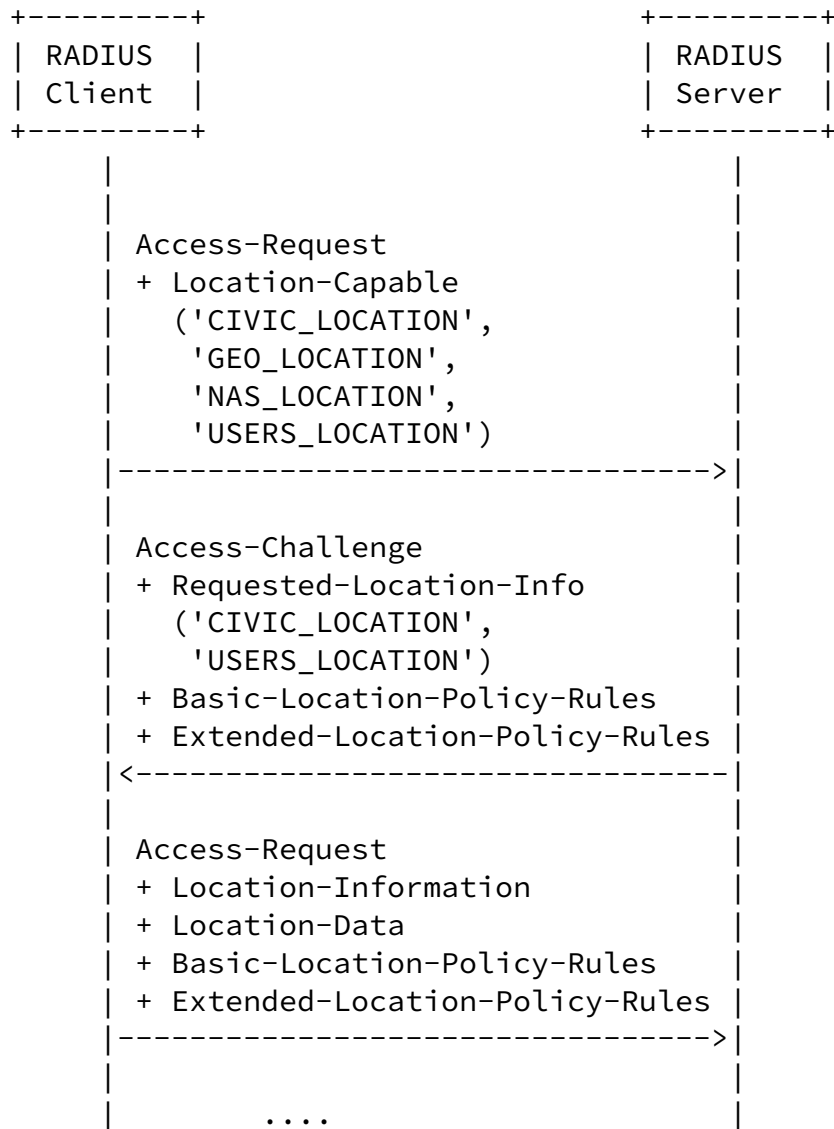 +---------+                        +---------+
| RADIUS  |                        | RADIUS  |
| Client  |                        | Server  |
+---------+                        +---------+
     |                                  |
     |                                  |
     | Access-Request                   |
     | + Location-Capable               |
     |   ('CIVIC_LOCATION',             |
     |    'GEO_LOCATION',               |
     |    'NAS_LOCATION',               |
     |    'USERS_LOCATION')             |
     |--------------------------------->|
     |                                  |
     | Access-Challenge                 |
     | + Requested-Location-Info        |
     |   ('CIVIC_LOCATION',             |
     |    'USERS_LOCATION')             |
     | + Basic-Location-Policy-Rules    |
     | + Extended-Location-Policy-Rules |
     |<---------------------------------|
     |                                  |
     | Access-Request                   |
     | + Location-Information           |
     | + Location-Data                  |
     | + Basic-Location-Policy-Rules    |
     | + Extended-Location-Policy-Rules |
     |--------------------------------->|
     |                                  |
     |        ....                      |